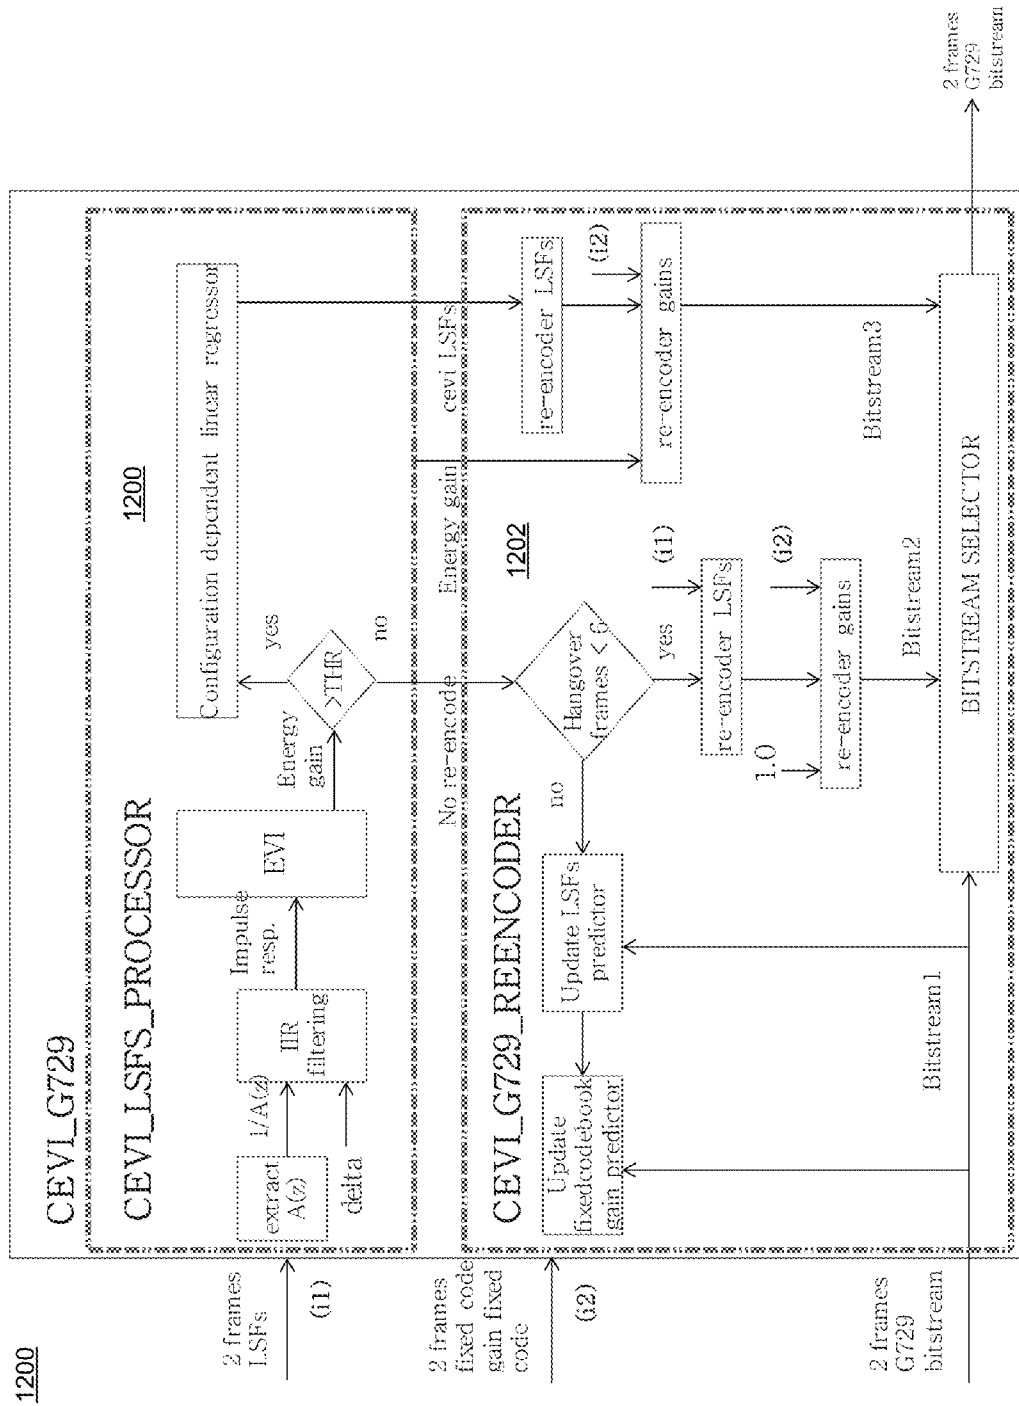 1200
CEVI_G729
CEVI_LSFS_PROCESSOR
1200
2 frames
LSFs
(i1)
extract
A(z)
1/A(z)
delta
IIR
filtering
Impulse
resp.
EVI
Energy
gain
>THR
yes
no
Configuration dependent linear regressor
No re-encode
Energy gain
cevi LSFs
CEVI_G729_REENCODER
1202
2 frames
fixed code
gain fixed
code
(i2)
Update
fixedcodebook
gain predictor
Update LSFs
predictor
no
Hangover
frames < 6
yes
(i1)
re-encoder LSFs
1.0
(i2)
re-encoder gains
re-encoder LSFs
(i2)
re-encoder gains
Bitstream1
Bitstream2
Bitstream3
BITSTREAM SELECTOR
2 frames
G729
bitstream
2 frames
G729
bitstream